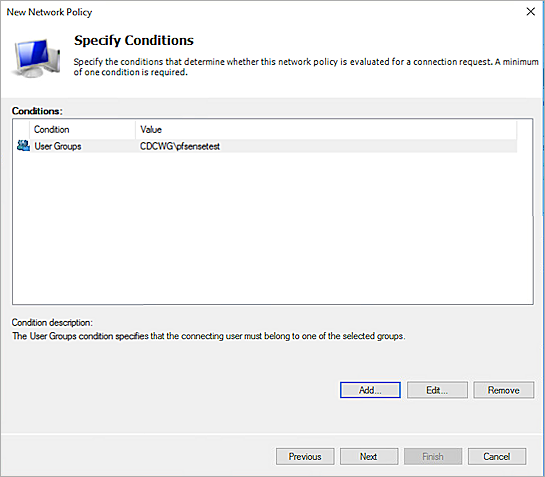 New Network Policy
Specify Conditions
Specify the conditions that determine whether this network policy is evaluated for a connection request. A minimum
of one condition is required.
Conditions:
Condition Value
User Groups CDCWG\pfsensetest
Condition description:
The User Groups condition specifies that the connecting user must belong to one of the selected groups.
Add... Edit... Remove
Previous Next Finish Cancel